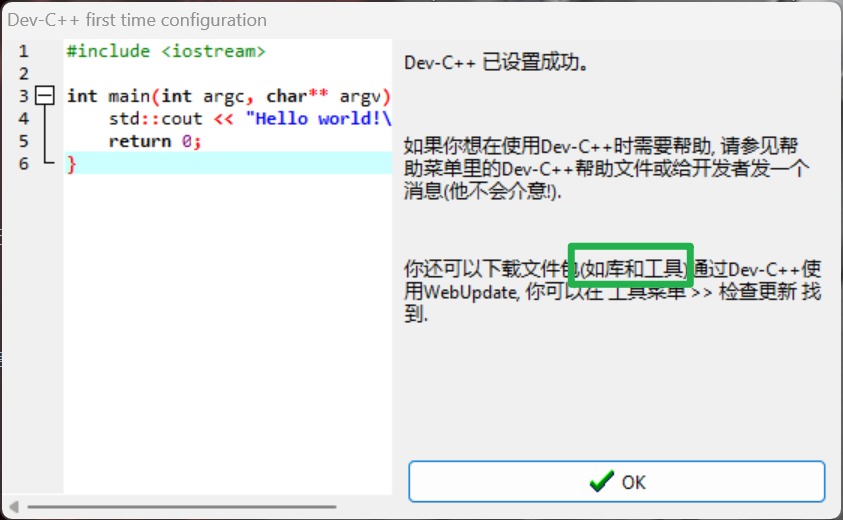 Dev-C++ first time configuration
1 #include <iostream>
2
3 int main(int argc, char** argv)
4 std::cout << "Hello world!\
5 return 0;
6 }
Dev-C++ 已设置成功。
如果你想在使用Dev-C++时需要帮助, 请参见帮
助菜单里的Dev-C++帮助文件或给开发者发一个
消息(他不会介意!).
你还可以下载文件包(如库和工具)通过Dev-C++使
用WebUpdate, 你可以在 工具菜单 >> 检查更新 找
到.
OK